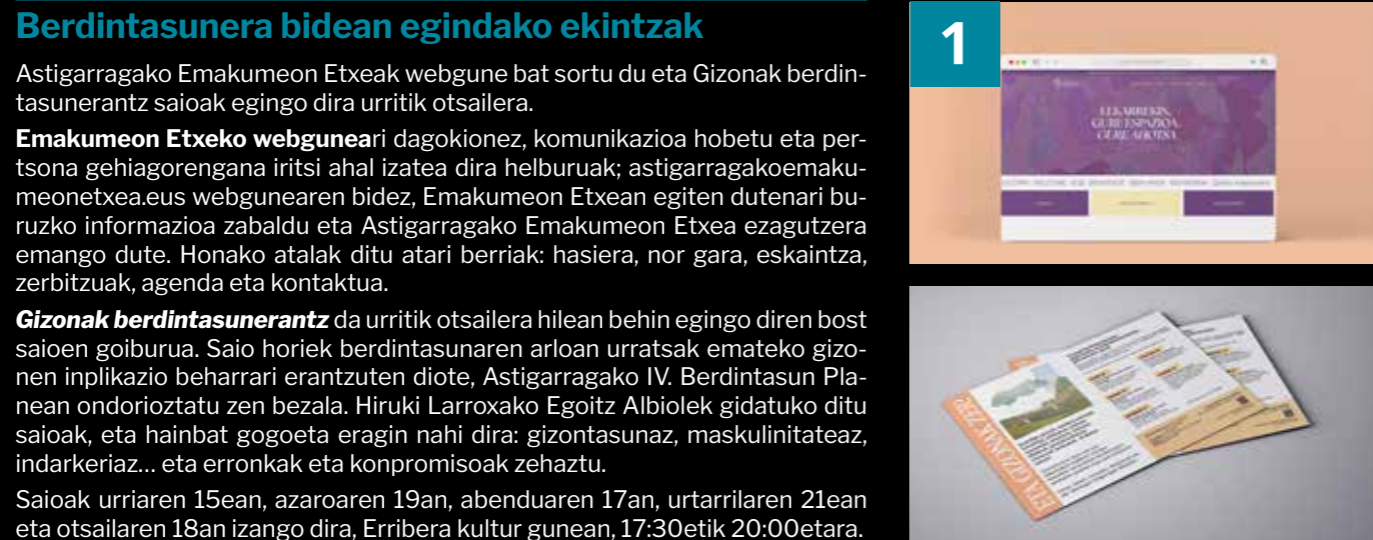 Berdintasunera bidean egindako ekintzak
Astigarragako Emakumeon Etxeak webgune bat sortu du eta Gizonak berdin-
tasunerantz saioak egingo dira urritik otsailera.
Emakumeon Etxeko webguneari dagokionez, komunikazioa hobetu eta per-
tsona gehiagorengana iritsi ahal izatea dira helburuak; astigarragakoemaku-
meonetxea.eus webgunearen bidez, Emakumeon Etxean egiten dutenari bu-
ruzko informazioa zabaldu eta Astigarragako Emakumeon Etxea ezagutzera
emango dute. Honako atalak ditu atari berriak: hasiera, nor gara, eskaintza,
zerbitzuak, agenda eta kontaktua.
Gizonak berdintasunerantz da urritik otsailera hilean behin egingo diren bost
saioen goiburua. Saio horiek berdintasunaren arloan urratsak emateko gizo-
nen inplikazio beharrari erantzuten diote, Astigarragako IV. Berdintasun Pla-
nean ondorioztatu zen bezala. Hiruki Larroxako Egoitz Albiolek gidatuko ditu
saioak, eta hainbat gogoeta eragin nahi dira: gizontasunaz, maskulinitateaz,
indarkeriaz... eta erronkak eta konpromisoak zehaztu.
Saioak urriaren 15ean, azaroaren 19an, abenduaren 17an, urtarrilaren 21ean
eta otsailaren 18an izango dira, Erribera kultur gunean, 17:30etik 20:00etara.
1
ELKARREKIN,
GURE ESPAZIOA,
GURE AHOTSA
ETA GIZONAK ZER?